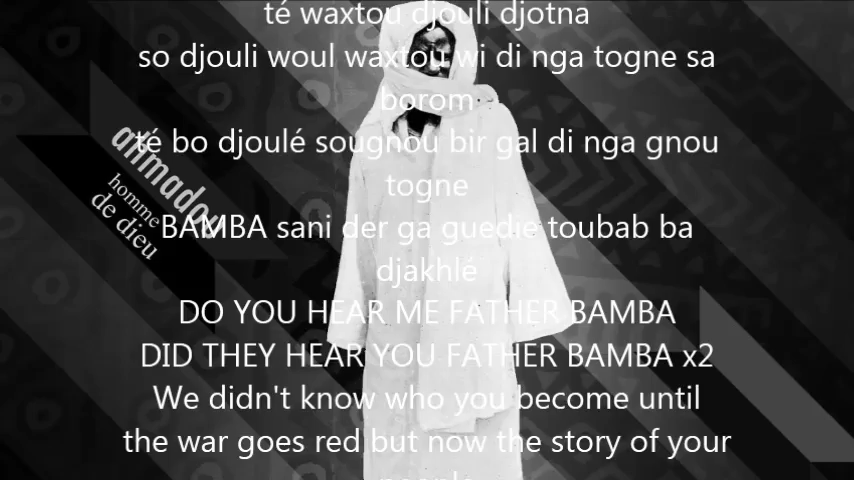 té waxtou djouli djotna
so djouli woul waxtou wi di nga togne sa
borom
té bo djoulé sougnou bir gal di nga gnou
togne
BAMBA sani der ga guedie toubab ba
djakhlé
DO YOU HEAR ME FATHER BAMBA
DID THEY HEAR YOU FATHER BAMBA x2
We didn't know who you become until
the war goes red but now the story of your
people
ahmadou
homme
de dieu